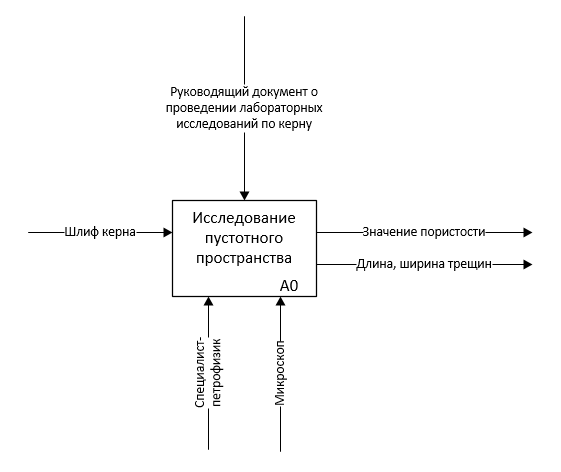 Руководящий документ о
проведении лабораторных
исследований по керну
Шлиф керна
Исследование
пустотного
пространства
A0
Значение пористости
Длина, ширина трещин
Специалист-
петрофизик
Микроскоп